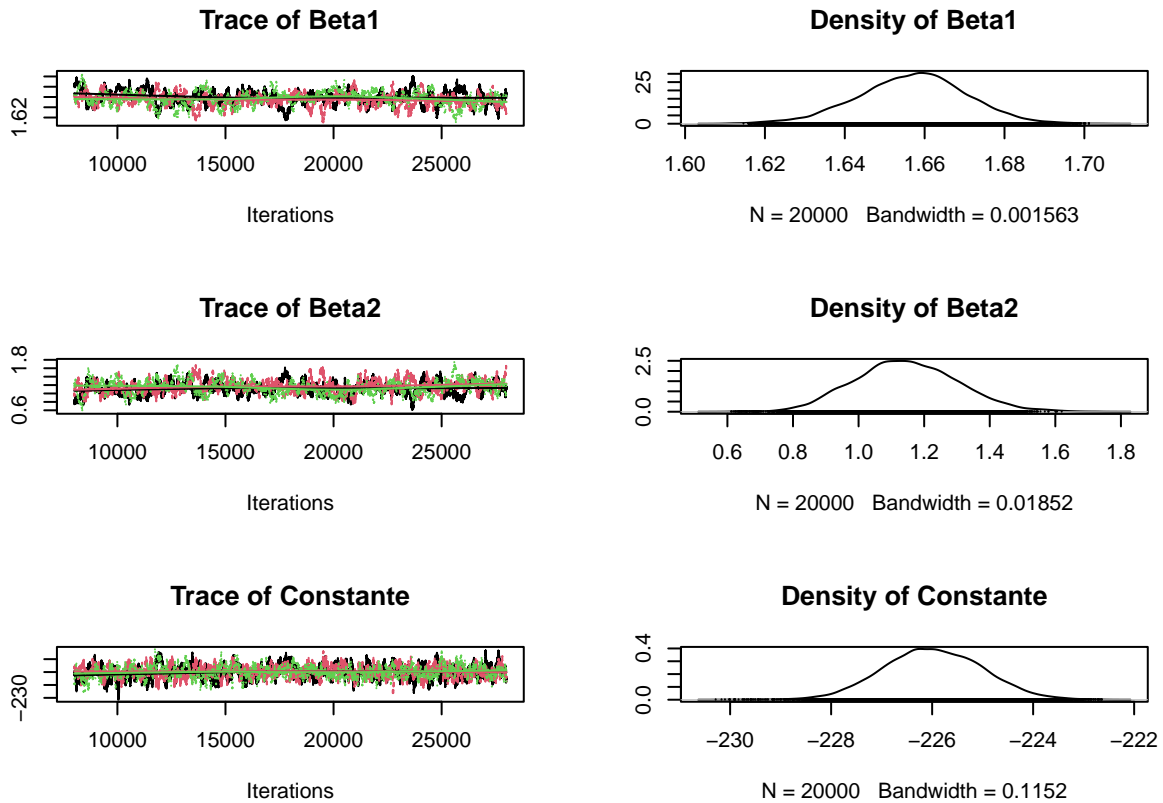 Trace of Beta1
1.62
10000 15000 20000 25000
Iterations
Density of Beta1
0 25
1.60 1.62 1.64 1.66 1.68 1.70
N = 20000 Bandwidth = 0.001563
Trace of Beta2
0.6 1.8
10000 15000 20000 25000
Iterations
Density of Beta2
0.0 2.5
0.6 0.8 1.0 1.2 1.4 1.6 1.8
N = 20000 Bandwidth = 0.01852
Trace of Constante
−230
10000 15000 20000 25000
Iterations
Density of Constante
0.0 0.4
−230 −228 −226 −224 −222
N = 20000 Bandwidth = 0.1152